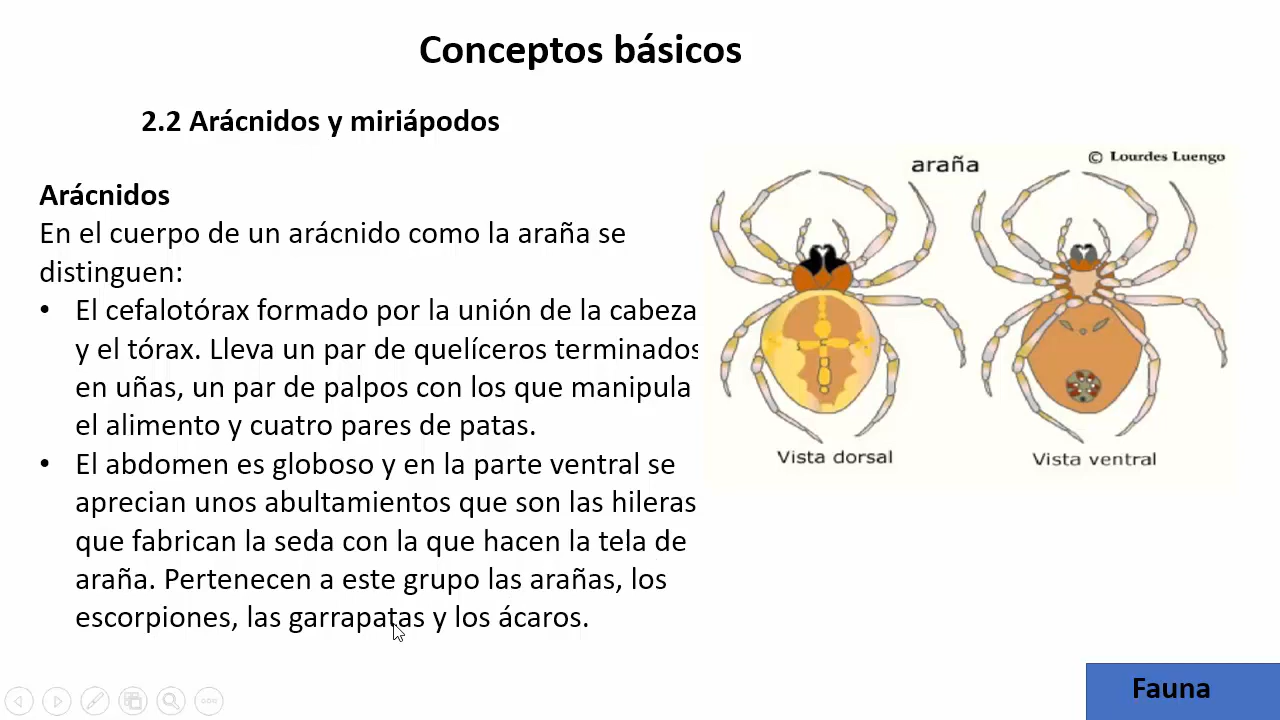 Conceptos básicos
2.2 Arácnidos y miriápodos
Arácnidos
En el cuerpo de un arácnido como la araña se
distinguen:
• El cefalotórax formado por la unión de la cabeza
y el tórax. Lleva un par de quelíceros terminados
en uñas, un par de palpos con los que manipula
el alimento y cuatro pares de patas.
• El abdomen es globoso y en la parte ventral se
aprecian unos abultamientos que son las hileras
que fabrican la seda con la que hacen la tela de
araña. Pertenecen a este grupo las arañas, los
escorpiones, las garrapatas y los ácaros.
araña
© Lourdes Luengo
Vista dorsal
Vista ventral
Fauna